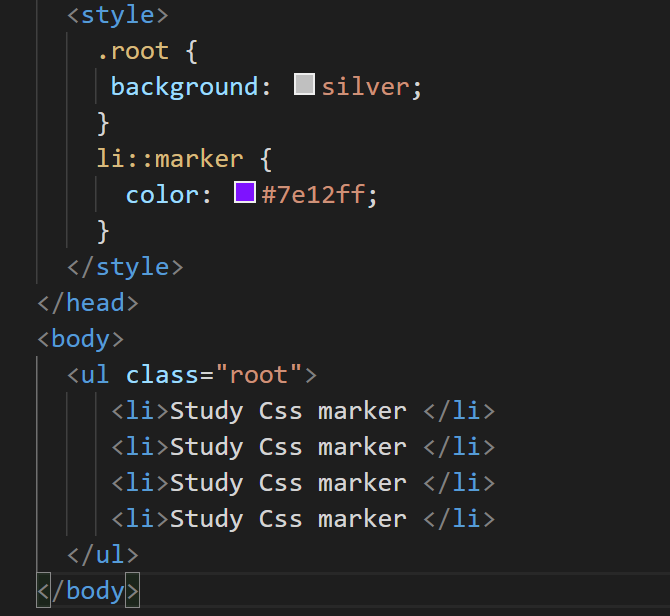 <style>
.root {
background: silver;
}
li::marker {
color: #7e12ff;
}
</style>
</head>
<body>
<ul class="root">
<li>Study Css marker </li>
<li>Study Css marker </li>
<li>Study Css marker </li>
<li>Study Css marker </li>
</ul>
</body>